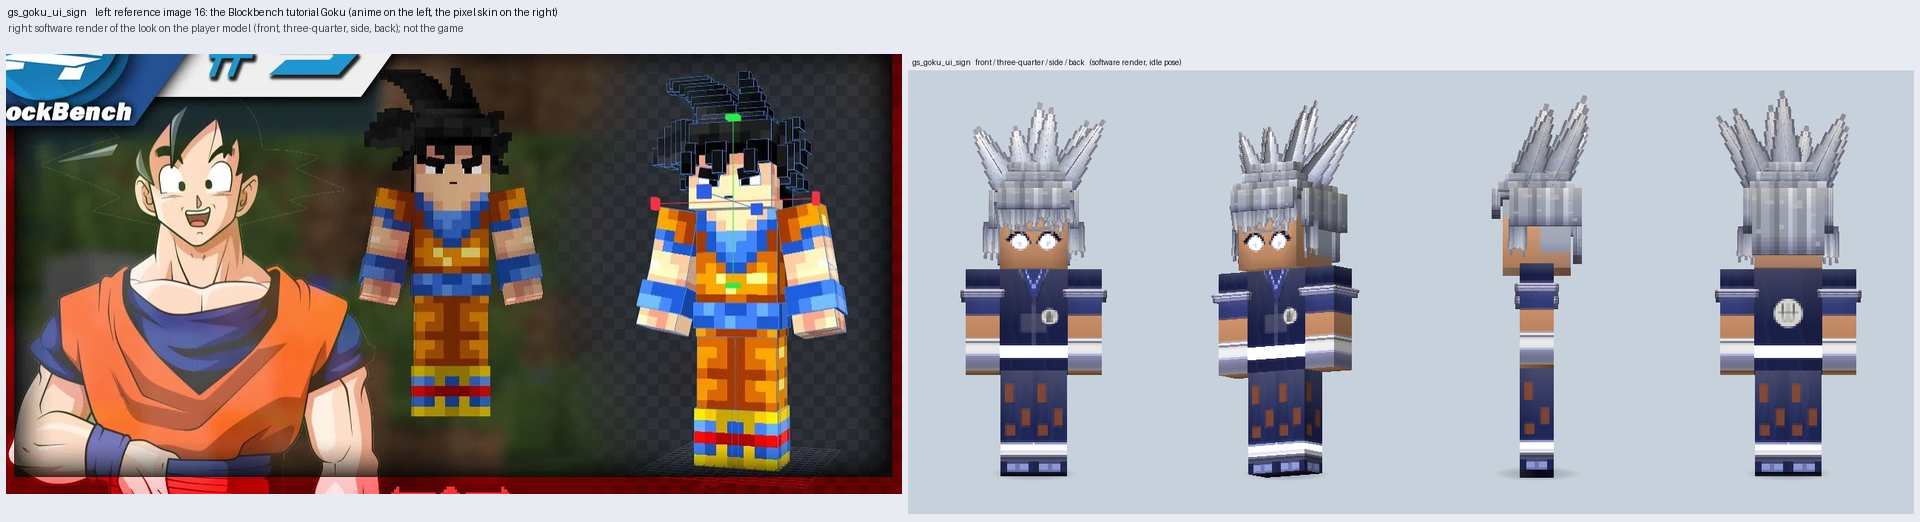 gs_goku_ui_sign left: reference image 16: the Blockbench tutorial Goku (anime on the left, the pixel skin on the right)
right: software render of the look on the player model (front, three-quarter, side, back); not the game
gs_goku_ui_sign front / three-quarter / side / back (software render, idle pose)
ockBench